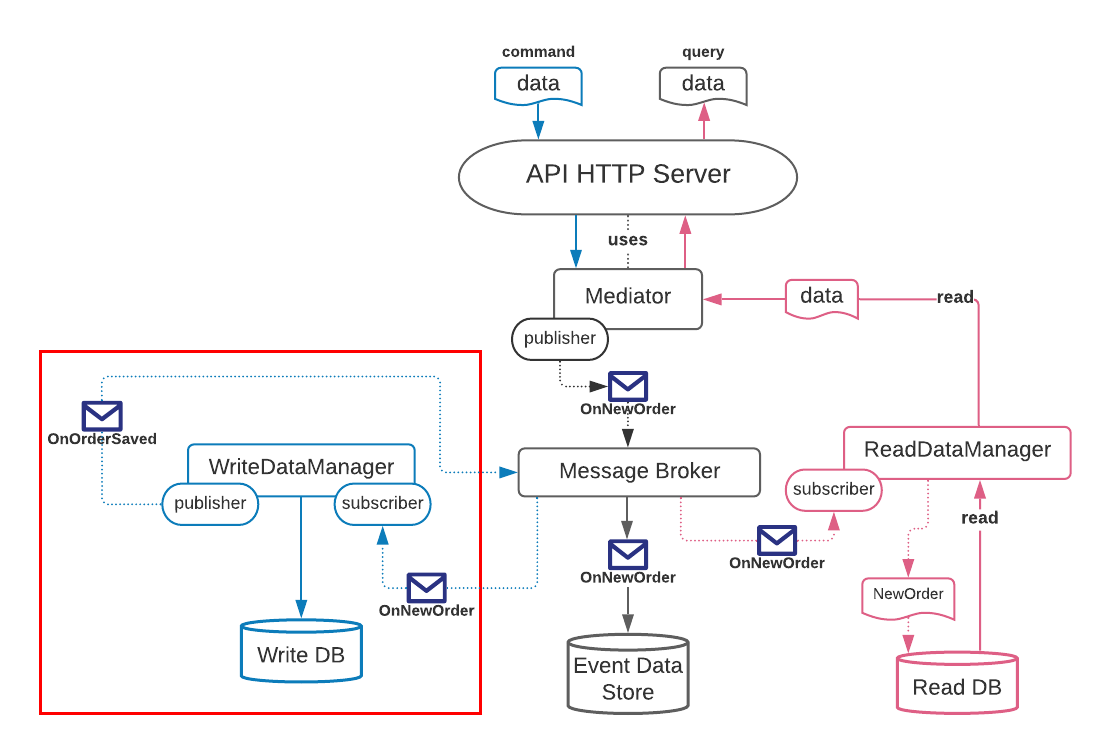 command
query
data
data
API HTTP Server
uses
Mediator
data
read
publisher
OnNewOrder
OnOrderSaved
WriteDataManager
publisher
subscriber
Message Broker
ReadDataManager
subscriber
read
OnNewOrder
OnNewOrder
OnNewOrder
NewOrder
Write DB
Event Data
Store
Read DB